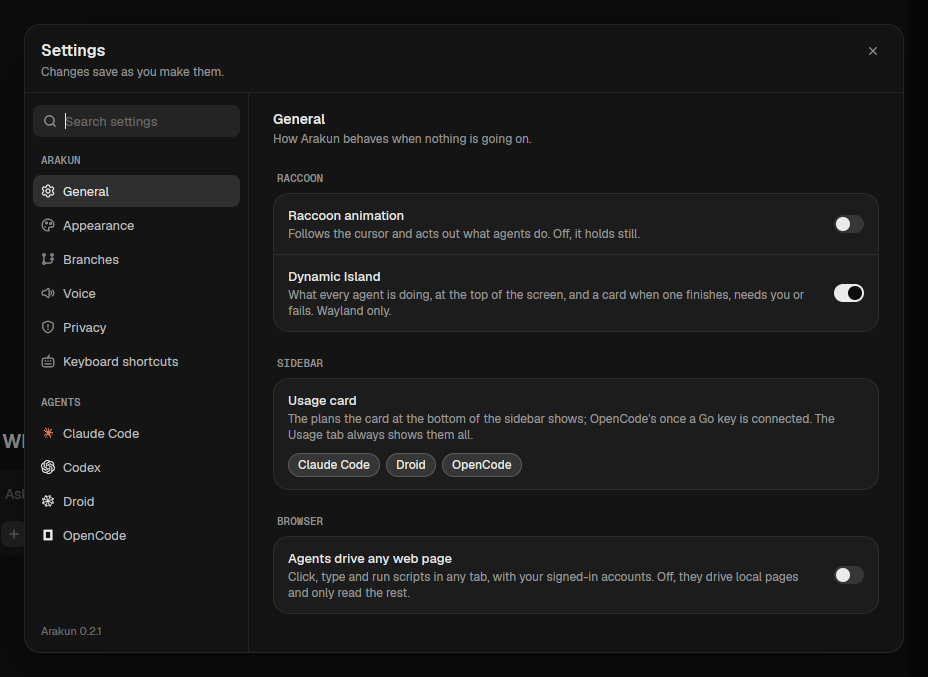 Settings
Changes save as you make them.
Search settings
ARAKUN
General
Appearance
Branches
Voice
Privacy
Keyboard shortcuts
AGENTS
Claude Code
Codex
Droid
OpenCode
Arakun 0.2.1
General
How Arakun behaves when nothing is going on.
RACCOON
Raccoon animation
Follows the cursor and acts out what agents do. Off, it holds still.
Dynamic Island
What every agent is doing, at the top of the screen, and a card when one finishes, needs you or
fails. Wayland only.
SIDEBAR
Usage card
The plans the card at the bottom of the sidebar shows; OpenCode's once a Go key is connected. The
Usage tab always shows them all.
Claude Code
Droid
OpenCode
BROWSER
Agents drive any web page
Click, type and run scripts in any tab, with your signed-in accounts. Off, they drive local pages
and only read the rest.